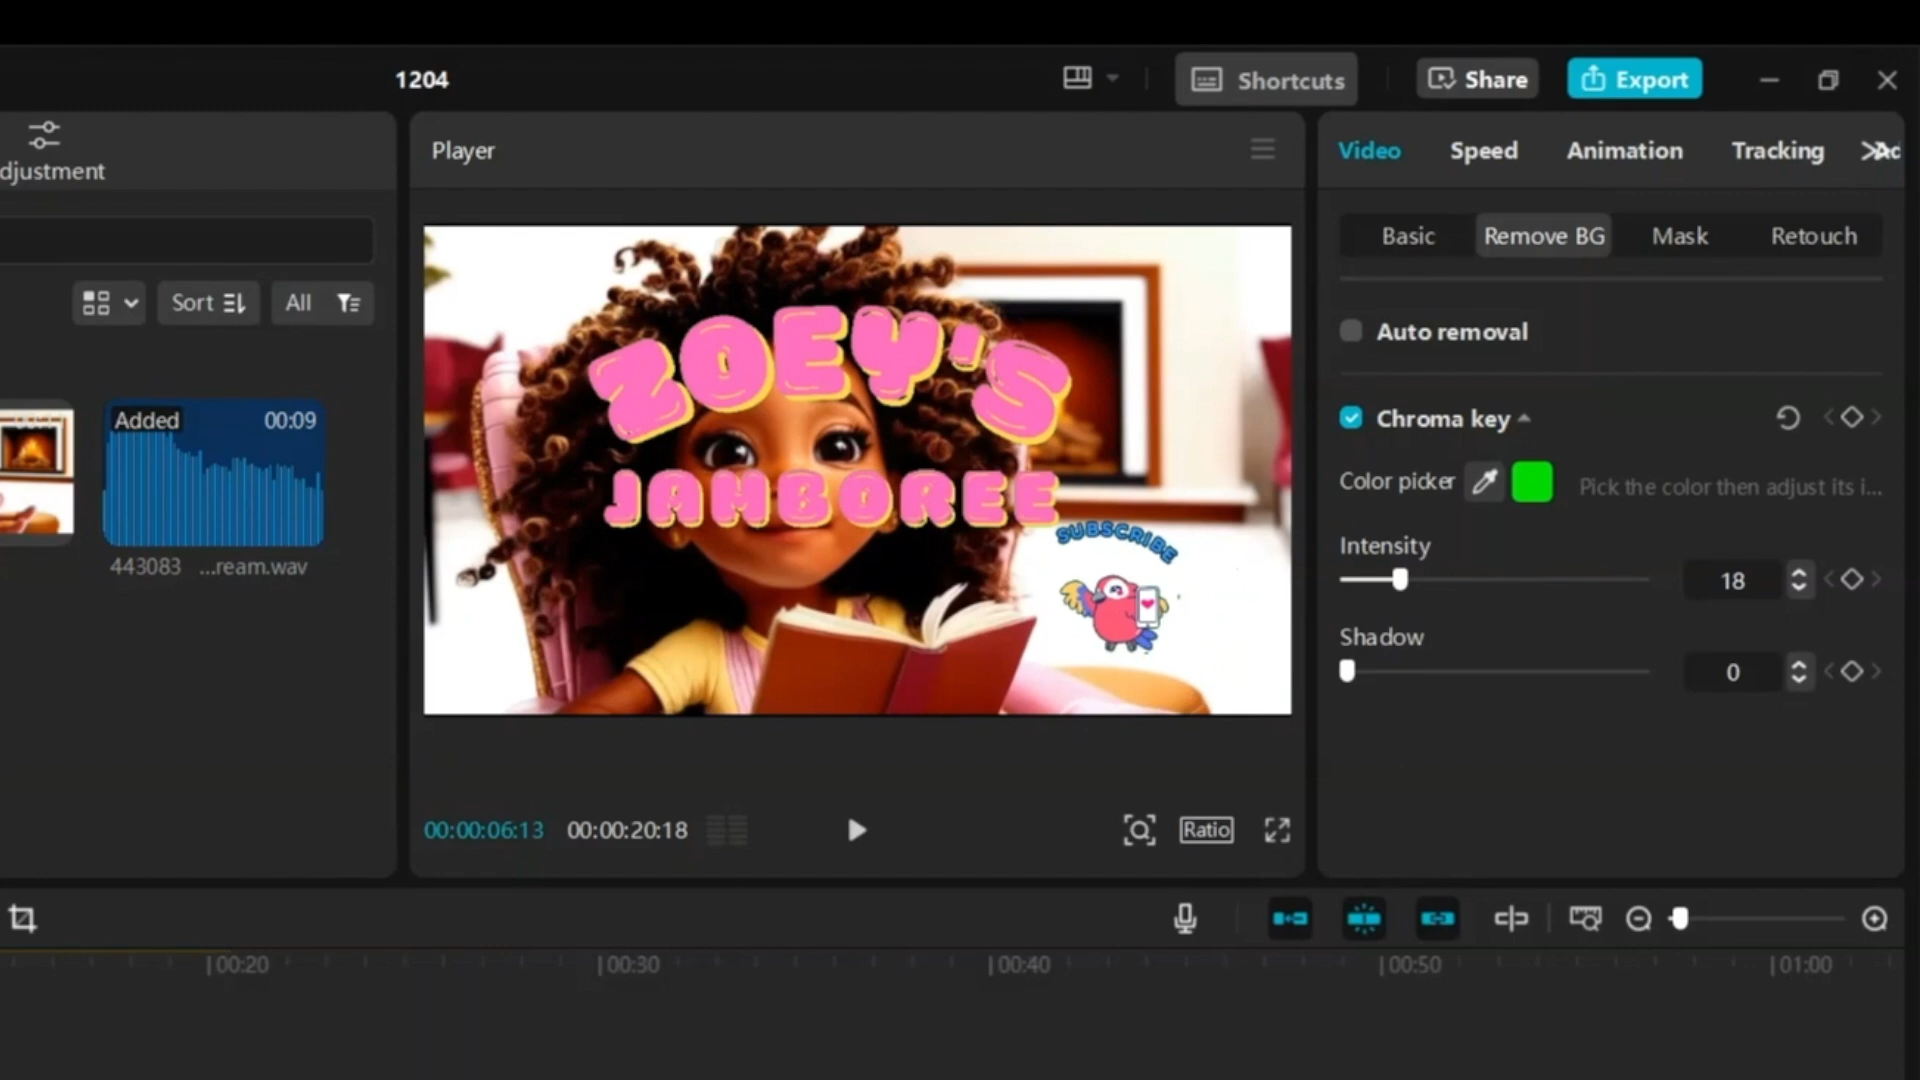 1204
Shortcuts
Share
Export
djustment
Player
Video
Speed
Animation
Tracking
Ad
Basic
Remove BG
Mask
Retouch
Sort
All
Auto removal
Chroma key
Color picker
Pick the color then adjust its i...
Intensity
18
Shadow
0
Added
00:09
443083 ...ream.wav
ZOEY'S
JAMBOREE
SUBSCRIBE
00:00:06:13
00:00:20:18
Ratio
00:20
00:30
00:40
00:50
01:00